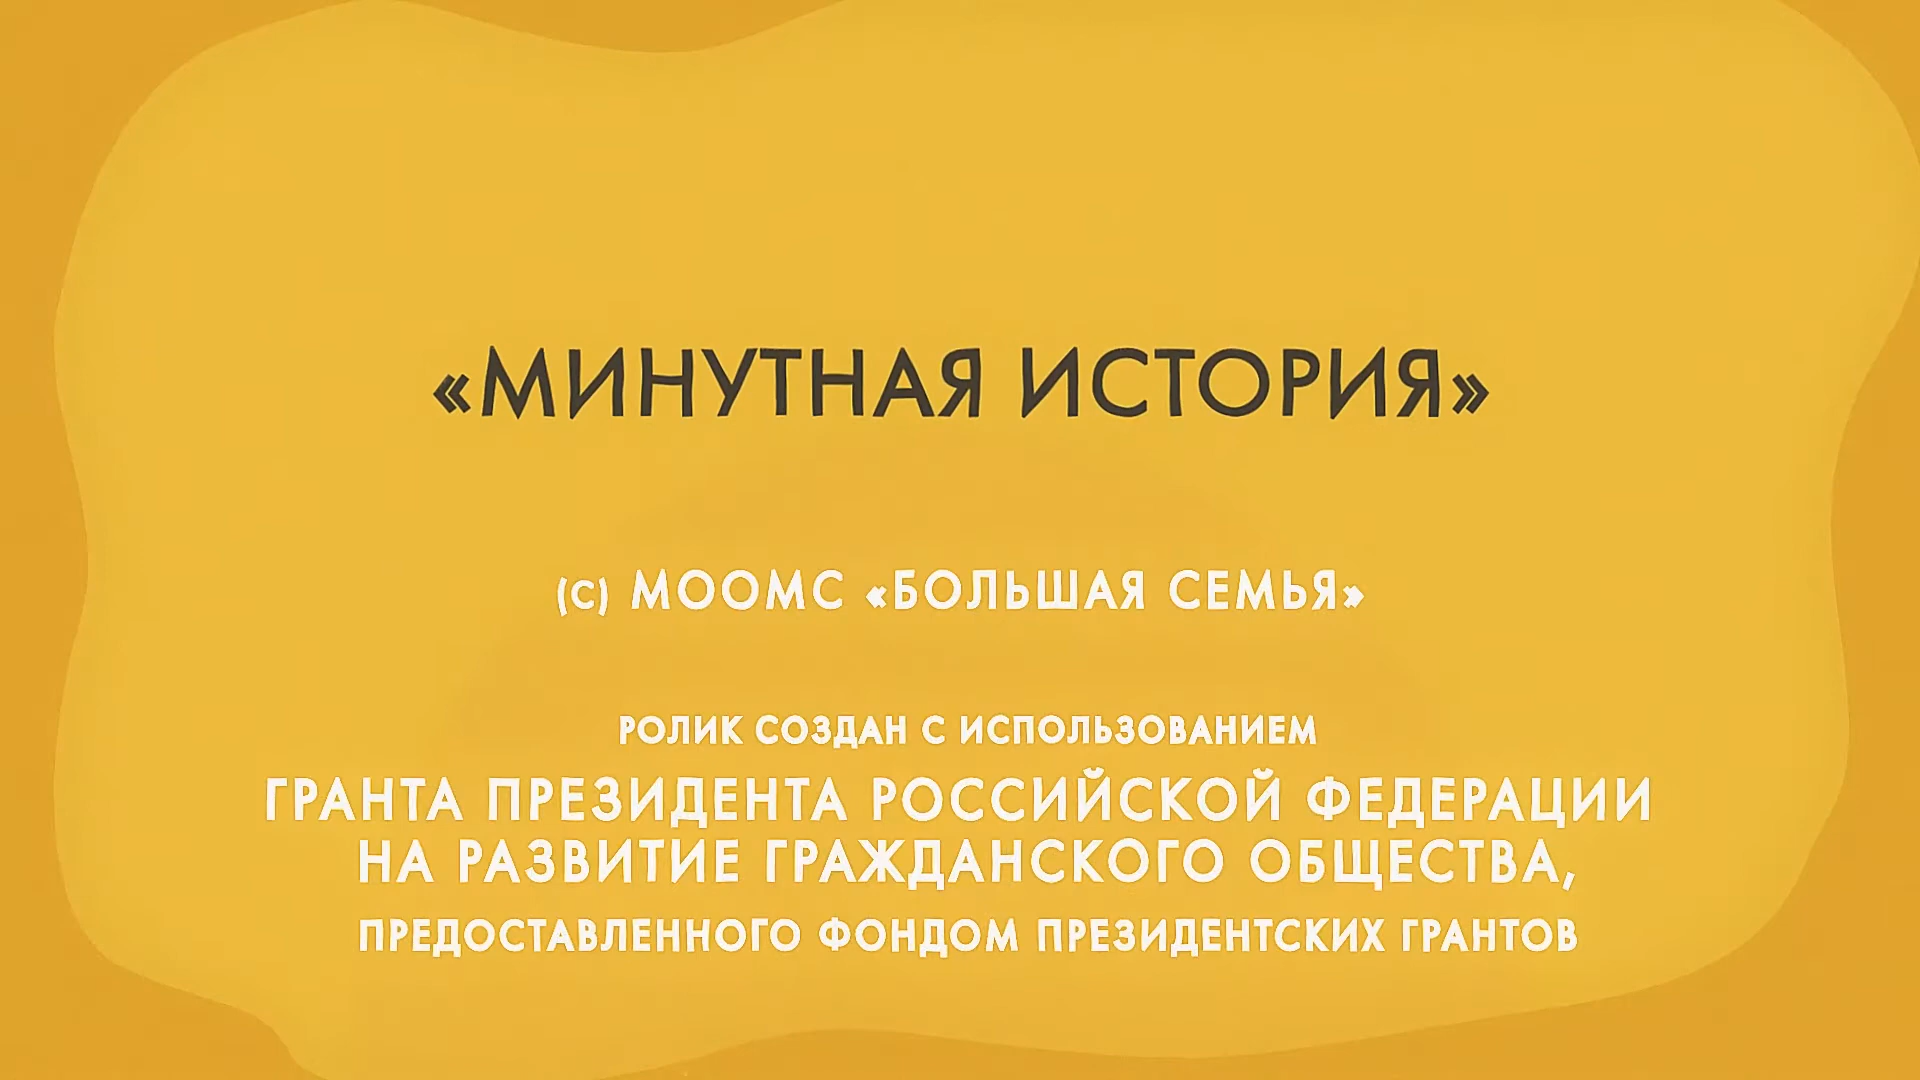 «МИНУТНАЯ ИСТОРИЯ»
(С) МООМС «БОЛЬШАЯ СЕМЬЯ»
РОЛИК СОЗДАН С ИСПОЛЬЗОВАНИЕМ
ГРАНТА ПРЕЗИДЕНТА РОССИЙСКОЙ ФЕДЕРАЦИИ
НА РАЗВИТИЕ ГРАЖДАНСКОГО ОБЩЕСТВА,
ПРЕДОСТАВЛЕННОГО ФОНДОМ ПРЕЗИДЕНТСКИХ ГРАНТОВ